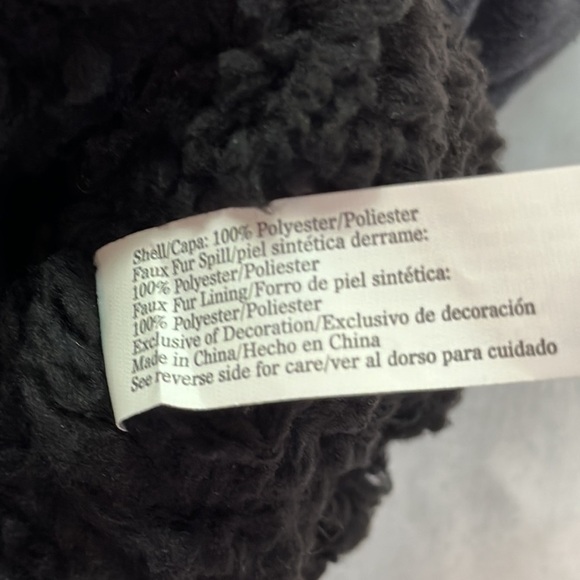 Shell/Capa: 100% Polyester/Poliester
Faux Fur Spill/piel sintética derrame:
100% Polyester/Poliester
Faux Fur Lining/Forro de piel sintética:
100% Polyester/Poliester
Exclusive of Decoration/Exclusivo de decoración
Made in China/Hecho en China
See reverse side for care/ver al dorso para cuidado